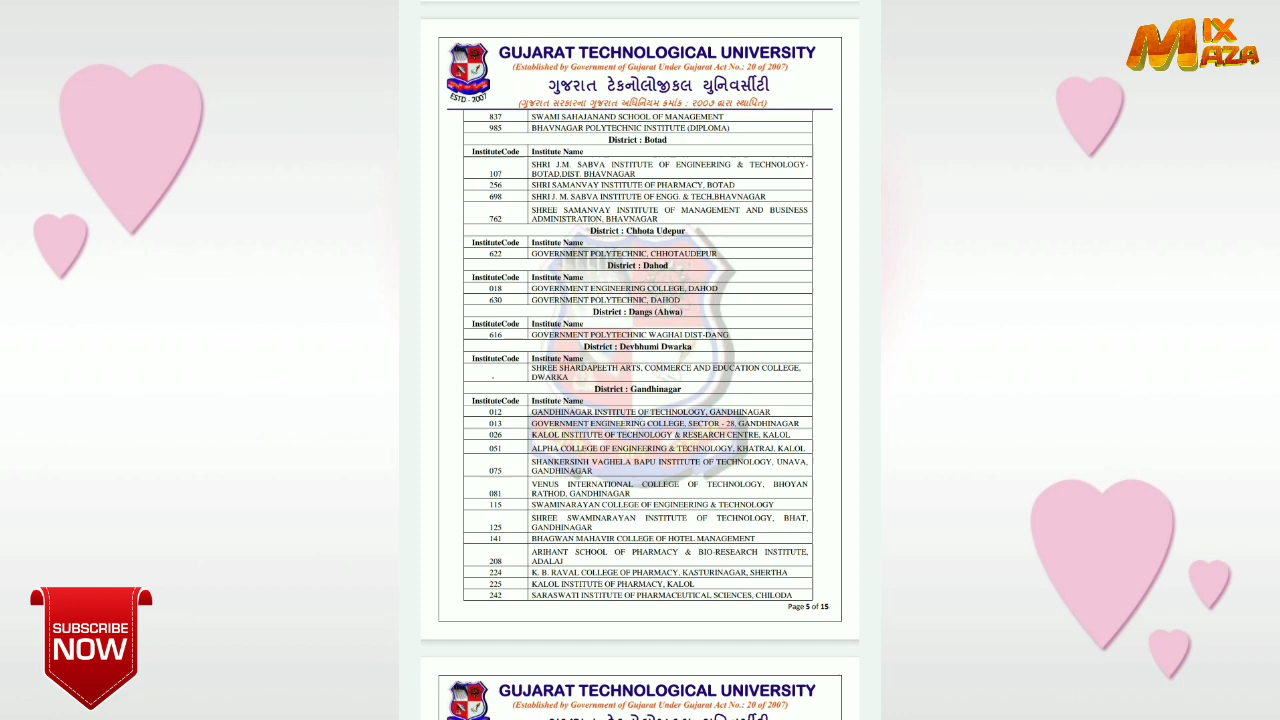 MIX MAZA
GUJARAT TECHNOLOGICAL UNIVERSITY
(Established by Government of Gujarat Under Gujarat Act No.: 20 of 2007)
ગુજરાત ટેકનોલોજીકલ યુનિવર્સીટી
(ગુજરાત સરકારના ગુજરાત અધિનિયમ ક્રમાંક : ૨૦૦૭ દ્વારા સ્થાપિત)
ESTD - 2007
837 SWAMI SAHAJANAND SCHOOL OF MANAGEMENT
985 BHAVNAGAR POLYTECHNIC INSTITUTE (DIPLOMA)
District : Botad
InstituteCode Institute Name
SHRI J.M. SABVA INSTITUTE OF ENGINEERING & TECHNOLOGY-
107 BOTAD,DIST. BHAVNAGAR
256 SHRI SAMANVAY INSTITUTE OF PHARMACY, BOTAD
698 SHRI J. M. SABVA INSTITUTE OF ENGG. & TECH,BHAVNAGAR
SHREE SAMANVAY INSTITUTE OF MANAGEMENT AND BUSINESS
762 ADMINISTRATION, BHAVNAGAR
District : Chhota Udepur
InstituteCode Institute Name
622 GOVERNMENT POLYTECHNIC, CHHOTAUDEPUR
District : Dahod
InstituteCode Institute Name
018 GOVERNMENT ENGINEERING COLLEGE, DAHOD
630 GOVERNMENT POLYTECHNIC, DAHOD
District : Dangs (Ahwa)
InstituteCode Institute Name
616 GOVERNMENT POLYTECHNIC WAGHAI DIST-DANG
District : Devbhumi Dwarka
InstituteCode Institute Name
SHREE SHARDAPEETH ARTS, COMMERCE AND EDUCATION COLLEGE,
- DWARKA
District : Gandhinagar
InstituteCode Institute Name
012 GANDHINAGAR INSTITUTE OF TECHNOLOGY, GANDHINAGAR
013 GOVERNMENT ENGINEERING COLLEGE, SECTOR - 28, GANDHINAGAR
026 KALOL INSTITUTE OF TECHNOLOGY & RESEARCH CENTRE, KALOL
051 ALPHA COLLEGE OF ENGINEERING & TECHNOLOGY, KHATRAJ, KALOL
SHANKERSINH VAGHELA BAPU INSTITUTE OF TECHNOLOGY, UNAVA,
075 GANDHINAGAR
VENUS INTERNATIONAL COLLEGE OF TECHNOLOGY, BHOYAN
081 RATHOD, GANDHINAGAR
115 SWAMINARAYAN COLLEGE OF ENGINEERING & TECHNOLOGY
SHREE SWAMINARAYAN INSTITUTE OF TECHNOLOGY, BHAT,
125 GANDHINAGAR
141 BHAGWAN MAHAVIR COLLEGE OF HOTEL MANAGEMENT
ARIHANT SCHOOL OF PHARMACY & BIO-RESEARCH INSTITUTE,
208 ADALAJ
224 K. B. RAVAL COLLEGE OF PHARMACY, KASTURINAGAR, SHERTHA
225 KALOL INSTITUTE OF PHARMACY, KALOL
242 SARASWATI INSTITUTE OF PHARMACEUTICAL SCIENCES, CHILODA
Page 5 of 15
SUBSCRIBE
NOW
GUJARAT TECHNOLOGICAL UNIVERSITY
(Established by Government of Gujarat Under Gujarat Act No.: 20 of 2007)